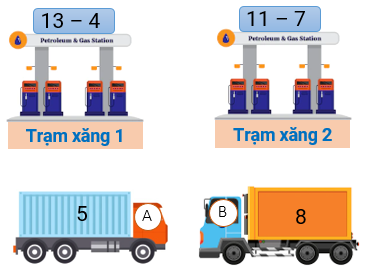 13 – 4
Petroleum & Gas Station
Trạm xăng 1
11 – 7
Petroleum & Gas Station
Trạm xăng 2
5
A
B
8